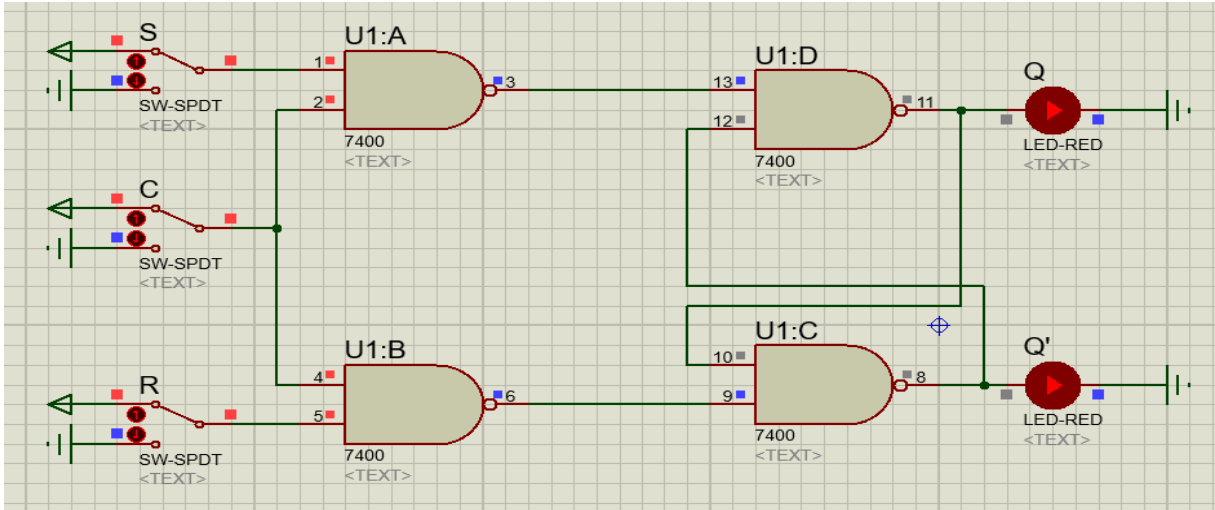 S
U1:A
1
2
3
7400
<TEXT>
SW-SPDT
<TEXT>
U1:D
13
12
11
7400
<TEXT>
Q
LED-RED
<TEXT>
C
SW-SPDT
<TEXT>
U1:B
4
5
6
7400
<TEXT>
R
SW-SPDT
<TEXT>
U1:C
10
9
8
7400
<TEXT>
Q'
LED-RED
<TEXT>